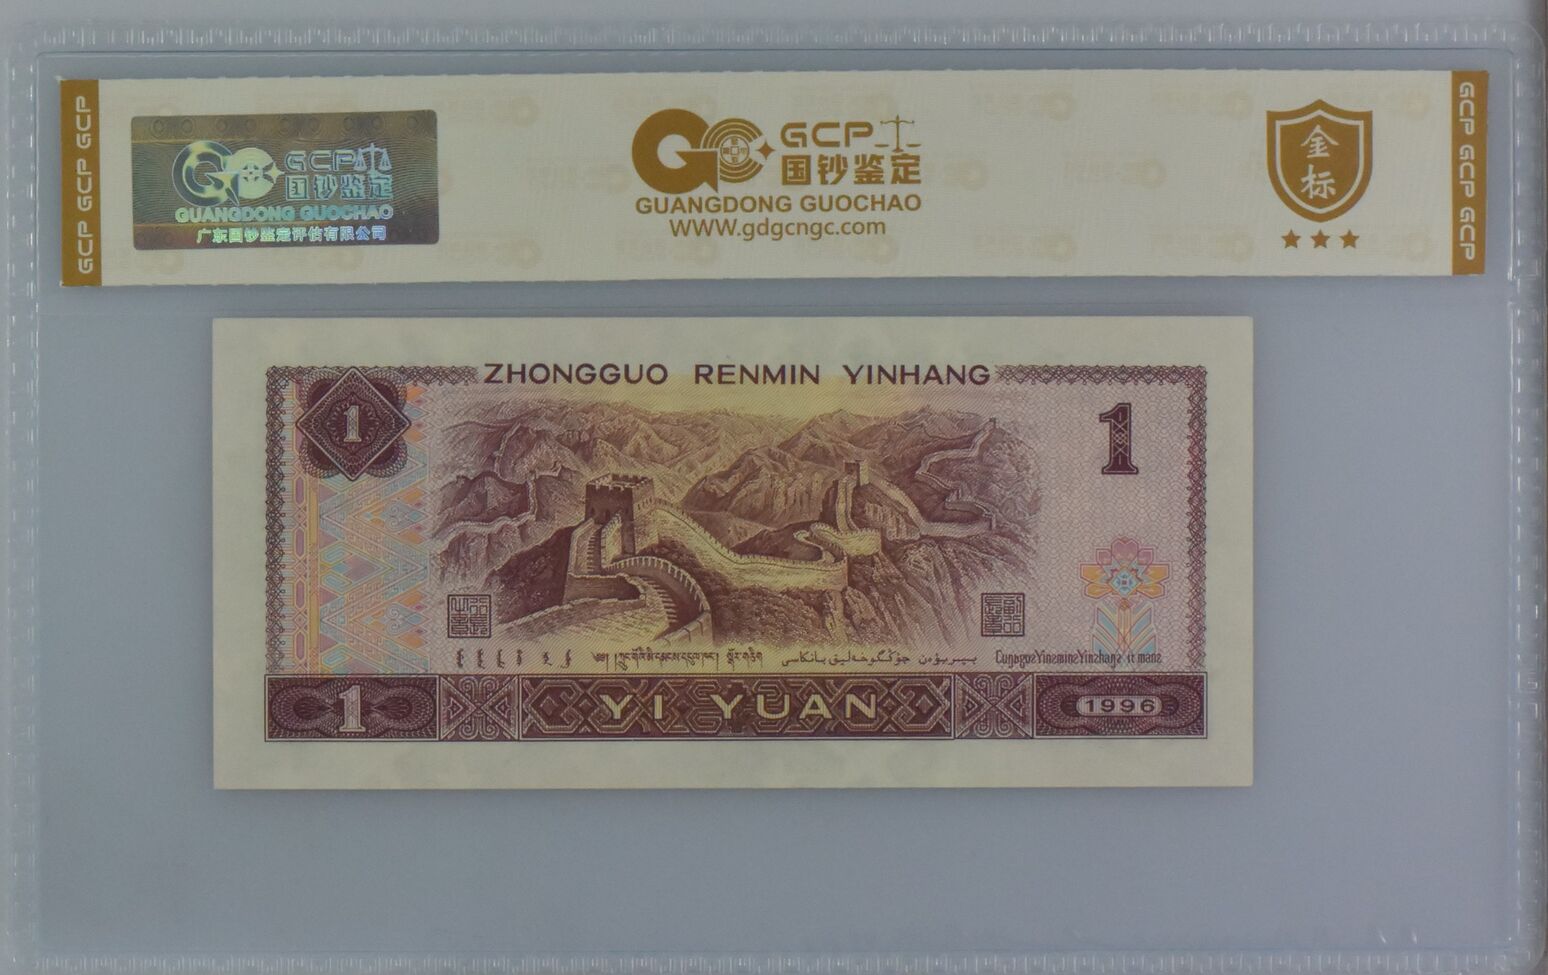 GCP GCP GCP
GCP
国钞鉴定
GUANGDONG GUOCHAO
广东国钞鉴定评估有限公司
GCP
国钞鉴定
GUANGDONG GUOCHAO
WWW.gdgcngc.com
金
标
GCP GCP GCP
ZHONGGUO RENMIN YINHANG
1
1
1
YI YUAN
1996